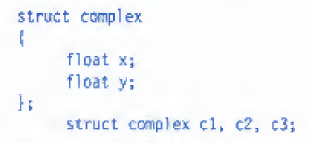 struct complex
{
float x;
float y;
};
struct complex c1, c2, c3;